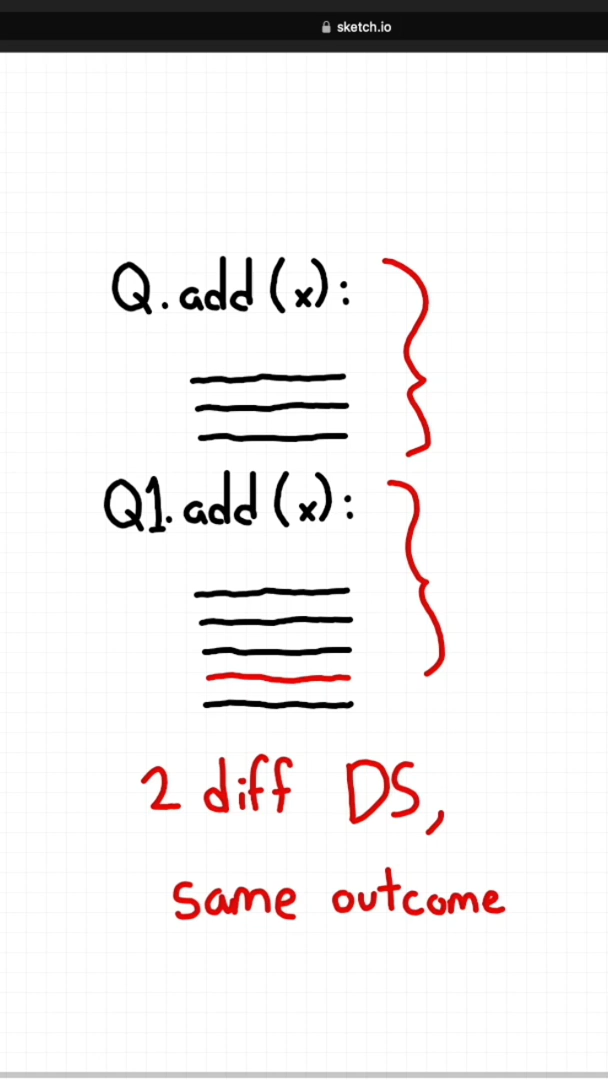 sketch.io
Q.add(x):
Q1.add(x):
2 diff DS,
same outcome